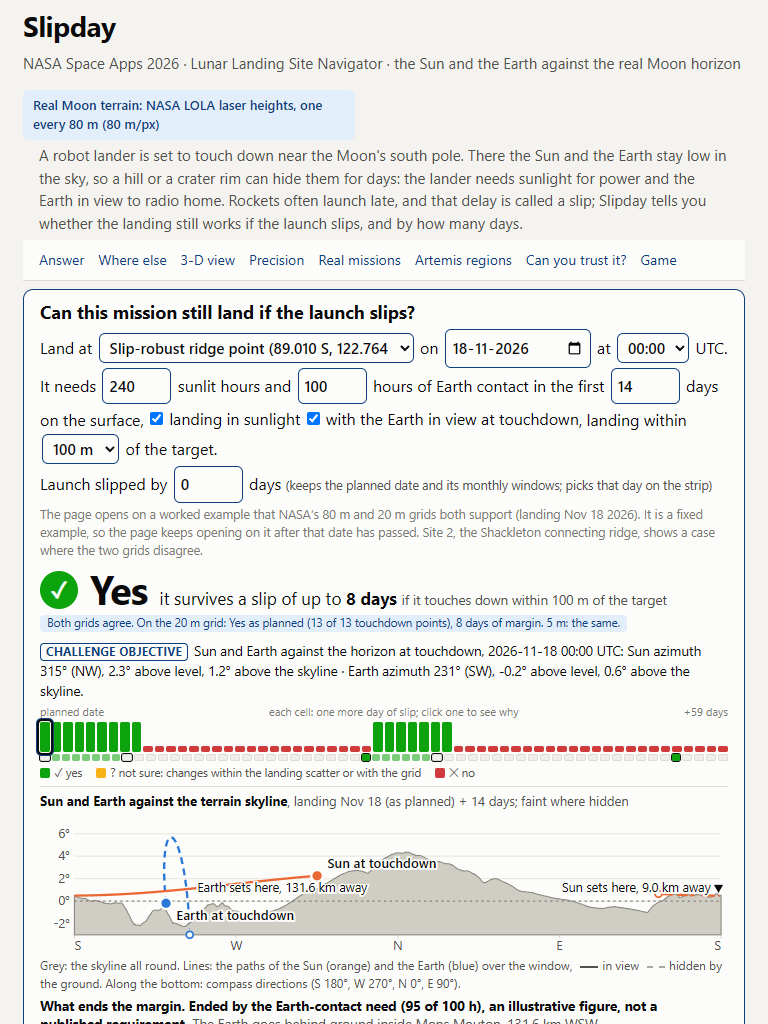 Slipday
NASA Space Apps 2026 · Lunar Landing Site Navigator · the Sun and the Earth against the real Moon horizon
Real Moon terrain: NASA LOLA laser heights, one
every 80 m (80 m/px)
A robot lander is set to touch down near the Moon's south pole. There the Sun and the Earth stay low in
the sky, so a hill or a crater rim can hide them for days: the lander needs sunlight for power and the
Earth in view to radio home. Rockets often launch late, and that delay is called a slip; Slipday tells you
whether the landing still works if the launch slips, and by how many days.
Answer Where else 3-D view Precision Real missions Artemis regions Can you trust it? Game
Can this mission still land if the launch slips?
Land at Slip-robust ridge point (89.010 S, 122.764 on 18-11-2026 at 00:00 UTC.
It needs 240 sunlit hours and 100 hours of Earth contact in the first 14 days
on the surface, landing in sunlight with the Earth in view at touchdown, landing within
100 m of the target.
Launch slipped by 0 days (keeps the planned date and its monthly windows; picks that day on the strip)
The page opens on a worked example that NASA's 80 m and 20 m grids both support (landing Nov 18 2026). It is a fixed
example, so the page keeps opening on it after that date has passed. Site 2, the Shackleton connecting ridge, shows a case
where the two grids disagree.
✓ Yes it survives a slip of up to 8 days if it touches down within 100 m of the target
Both grids agree. On the 20 m grid: Yes as planned (13 of 13 touchdown points), 8 days of margin. 5 m: the same.
CHALLENGE OBJECTIVE Sun and Earth against the horizon at touchdown, 2026-11-18 00:00 UTC: Sun azimuth
315° (NW), 2.3° above level, 1.2° above the skyline · Earth azimuth 231° (SW), -0.2° above level, 0.6° above the
skyline.
planned date each cell: one more day of slip; click one to see why +59 days
✓ yes ? not sure: changes within the landing scatter or with the grid ✕ no
Sun and Earth against the terrain skyline, landing Nov 18 (as planned) + 14 days; faint where hidden
6°
4°
Sun at touchdown
2°
Earth sets here, 131.6 km away Sun sets here, 9.0 km away ▼
0°
Earth at touchdown
-2°
S W N E S
Grey: the skyline all round. Lines: the paths of the Sun (orange) and the Earth (blue) over the window, in view hidden by
the ground. Along the bottom: compass directions (S 180°, W 270°, N 0°, E 90°).
What ends the margin. Ended by the Earth-contact need (95 of 100 h), an illustrative figure, not a
published requirement. The Earth goes behind ground inside Mons Mouton, 131.6 km WSW.